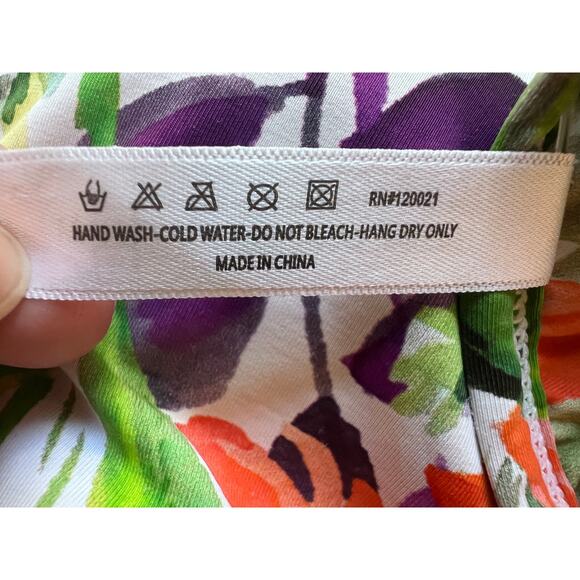 RN#120021
HAND WASH-COLD WATER-DO NOT BLEACH-HANG DRY ONLY
MADE IN CHINA